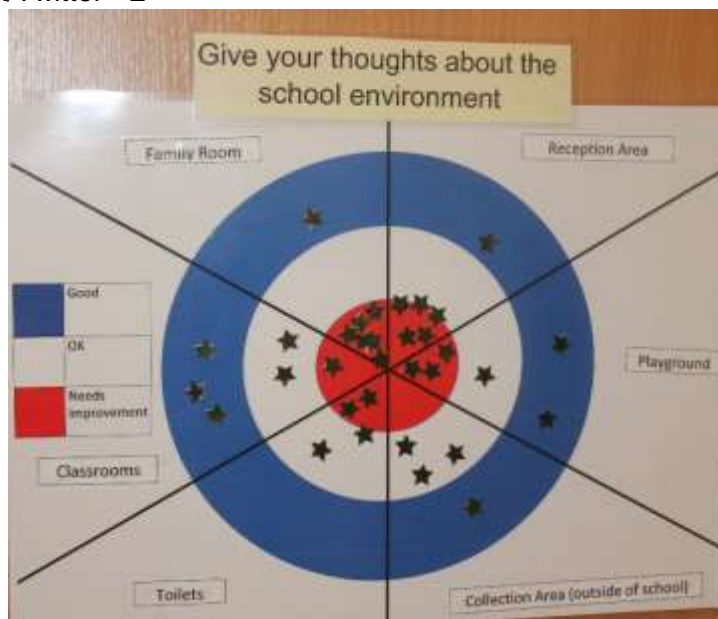 Give your thoughts about the
school environment
Family Room
Reception Area
Good
OK
Needs
improvement
Playground
Classrooms
Toilets
Collection Area (outside of school)